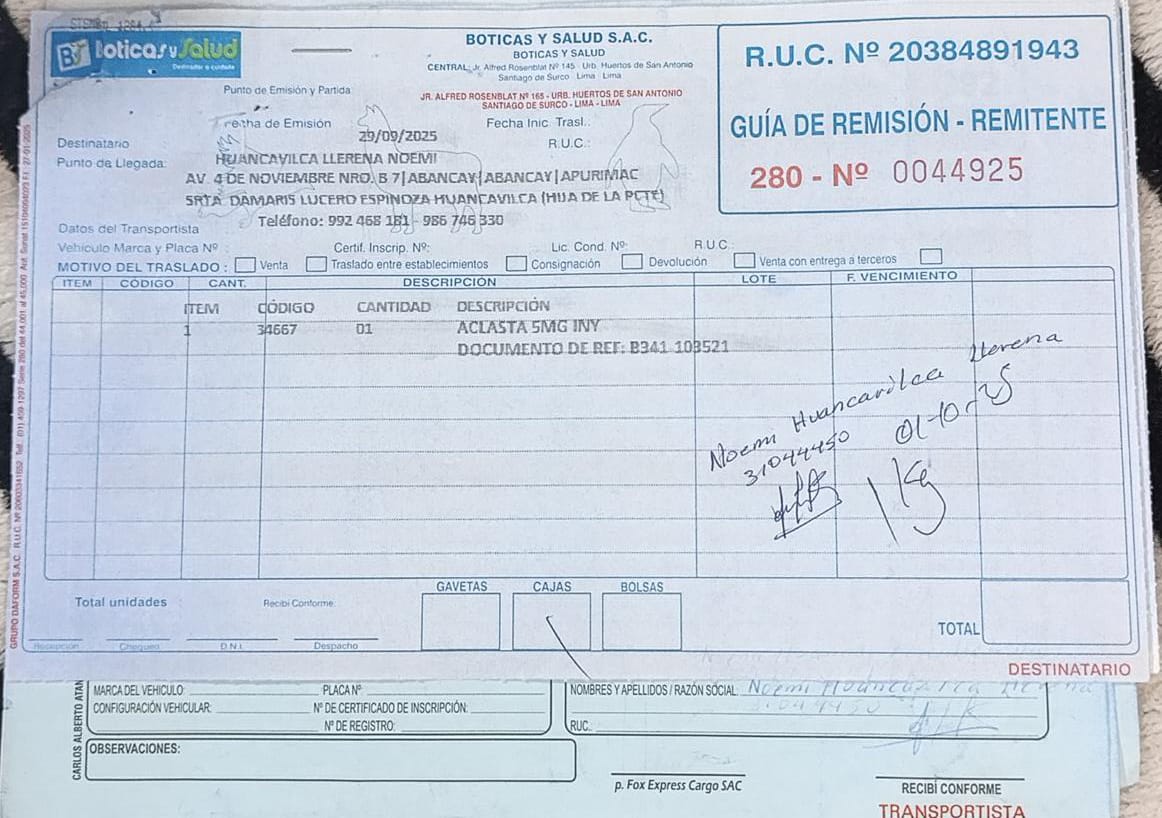 Boticas y Salud
BOTICAS Y SALUD S.A.C.
BOTICAS Y SALUD
CENTRAL: Jr. Alfred Rosenblat Nº 145 - Urb. Huertos de San Antonio
Santiago de Surco - Lima - Lima
Punto de Emisión y Partida
JR. ALFRED ROSENBLAT Nº 165 - URB. HUERTOS DE SAN ANTONIO
SANTIAGO DE SURCO - LIMA - LIMA
R.U.C. Nº 20384891943
GUÍA DE REMISIÓN - REMITENTE
280 - Nº 0044925
Fecha de Emisión
29/09/2025
Fecha Inic. Trasl.:
Destinatario
HUANCAVILCA LLERENA NOEMI
R.U.C.:
Punto de Llegada:
AV. 4 DE NOVIEMBRE NRO. B 7|ABANCAY|ABANCAY|APURIMAC
SRTA. DAMARIS LUCERO ESPINOZA HUANCAVILCA (HIJA DE LA PCTE)
Datos del Transportista
Teléfono: 992 468 181 - 986 746 330
Vehículo Marca y Placa Nº : Certif. Inscrip. Nº: Lic. Cond. Nº: R.U.C.:
MOTIVO DEL TRASLADO : Venta Traslado entre establecimientos Consignación Devolución Venta con entrega a terceros
ITEM CÓDIGO CANT. DESCRIPCIÓN LOTE F. VENCIMIENTO
ITEM CÓDIGO CANTIDAD DESCRIPCIÓN
1 34667 01 ACLASTA 5MG INY
DOCUMENTO DE REF: B341 103521
Noemi Huancavilca Llerena
31044450 01-10-25
1 Kg
GAVETAS CAJAS BOLSAS
Total unidades Recibí Conforme:
TOTAL
Recepción Chequeo D.N.I. Despacho
DESTINATARIO
MARCA DEL VEHICULO: PLACA Nº
CONFIGURACIÓN VEHICULAR: Nº DE CERTIFICADO DE INSCRIPCIÓN:
Nº DE REGISTRO:
NOMBRES Y APELLIDOS / RAZÓN SOCIAL: Noemi Huancavilca Llerena
31044450
RUC:
CARLOS ALBERTO ATAN
OBSERVACIONES:
p. Fox Express Cargo SAC
RECIBÍ CONFORME
TRANSPORTISTA